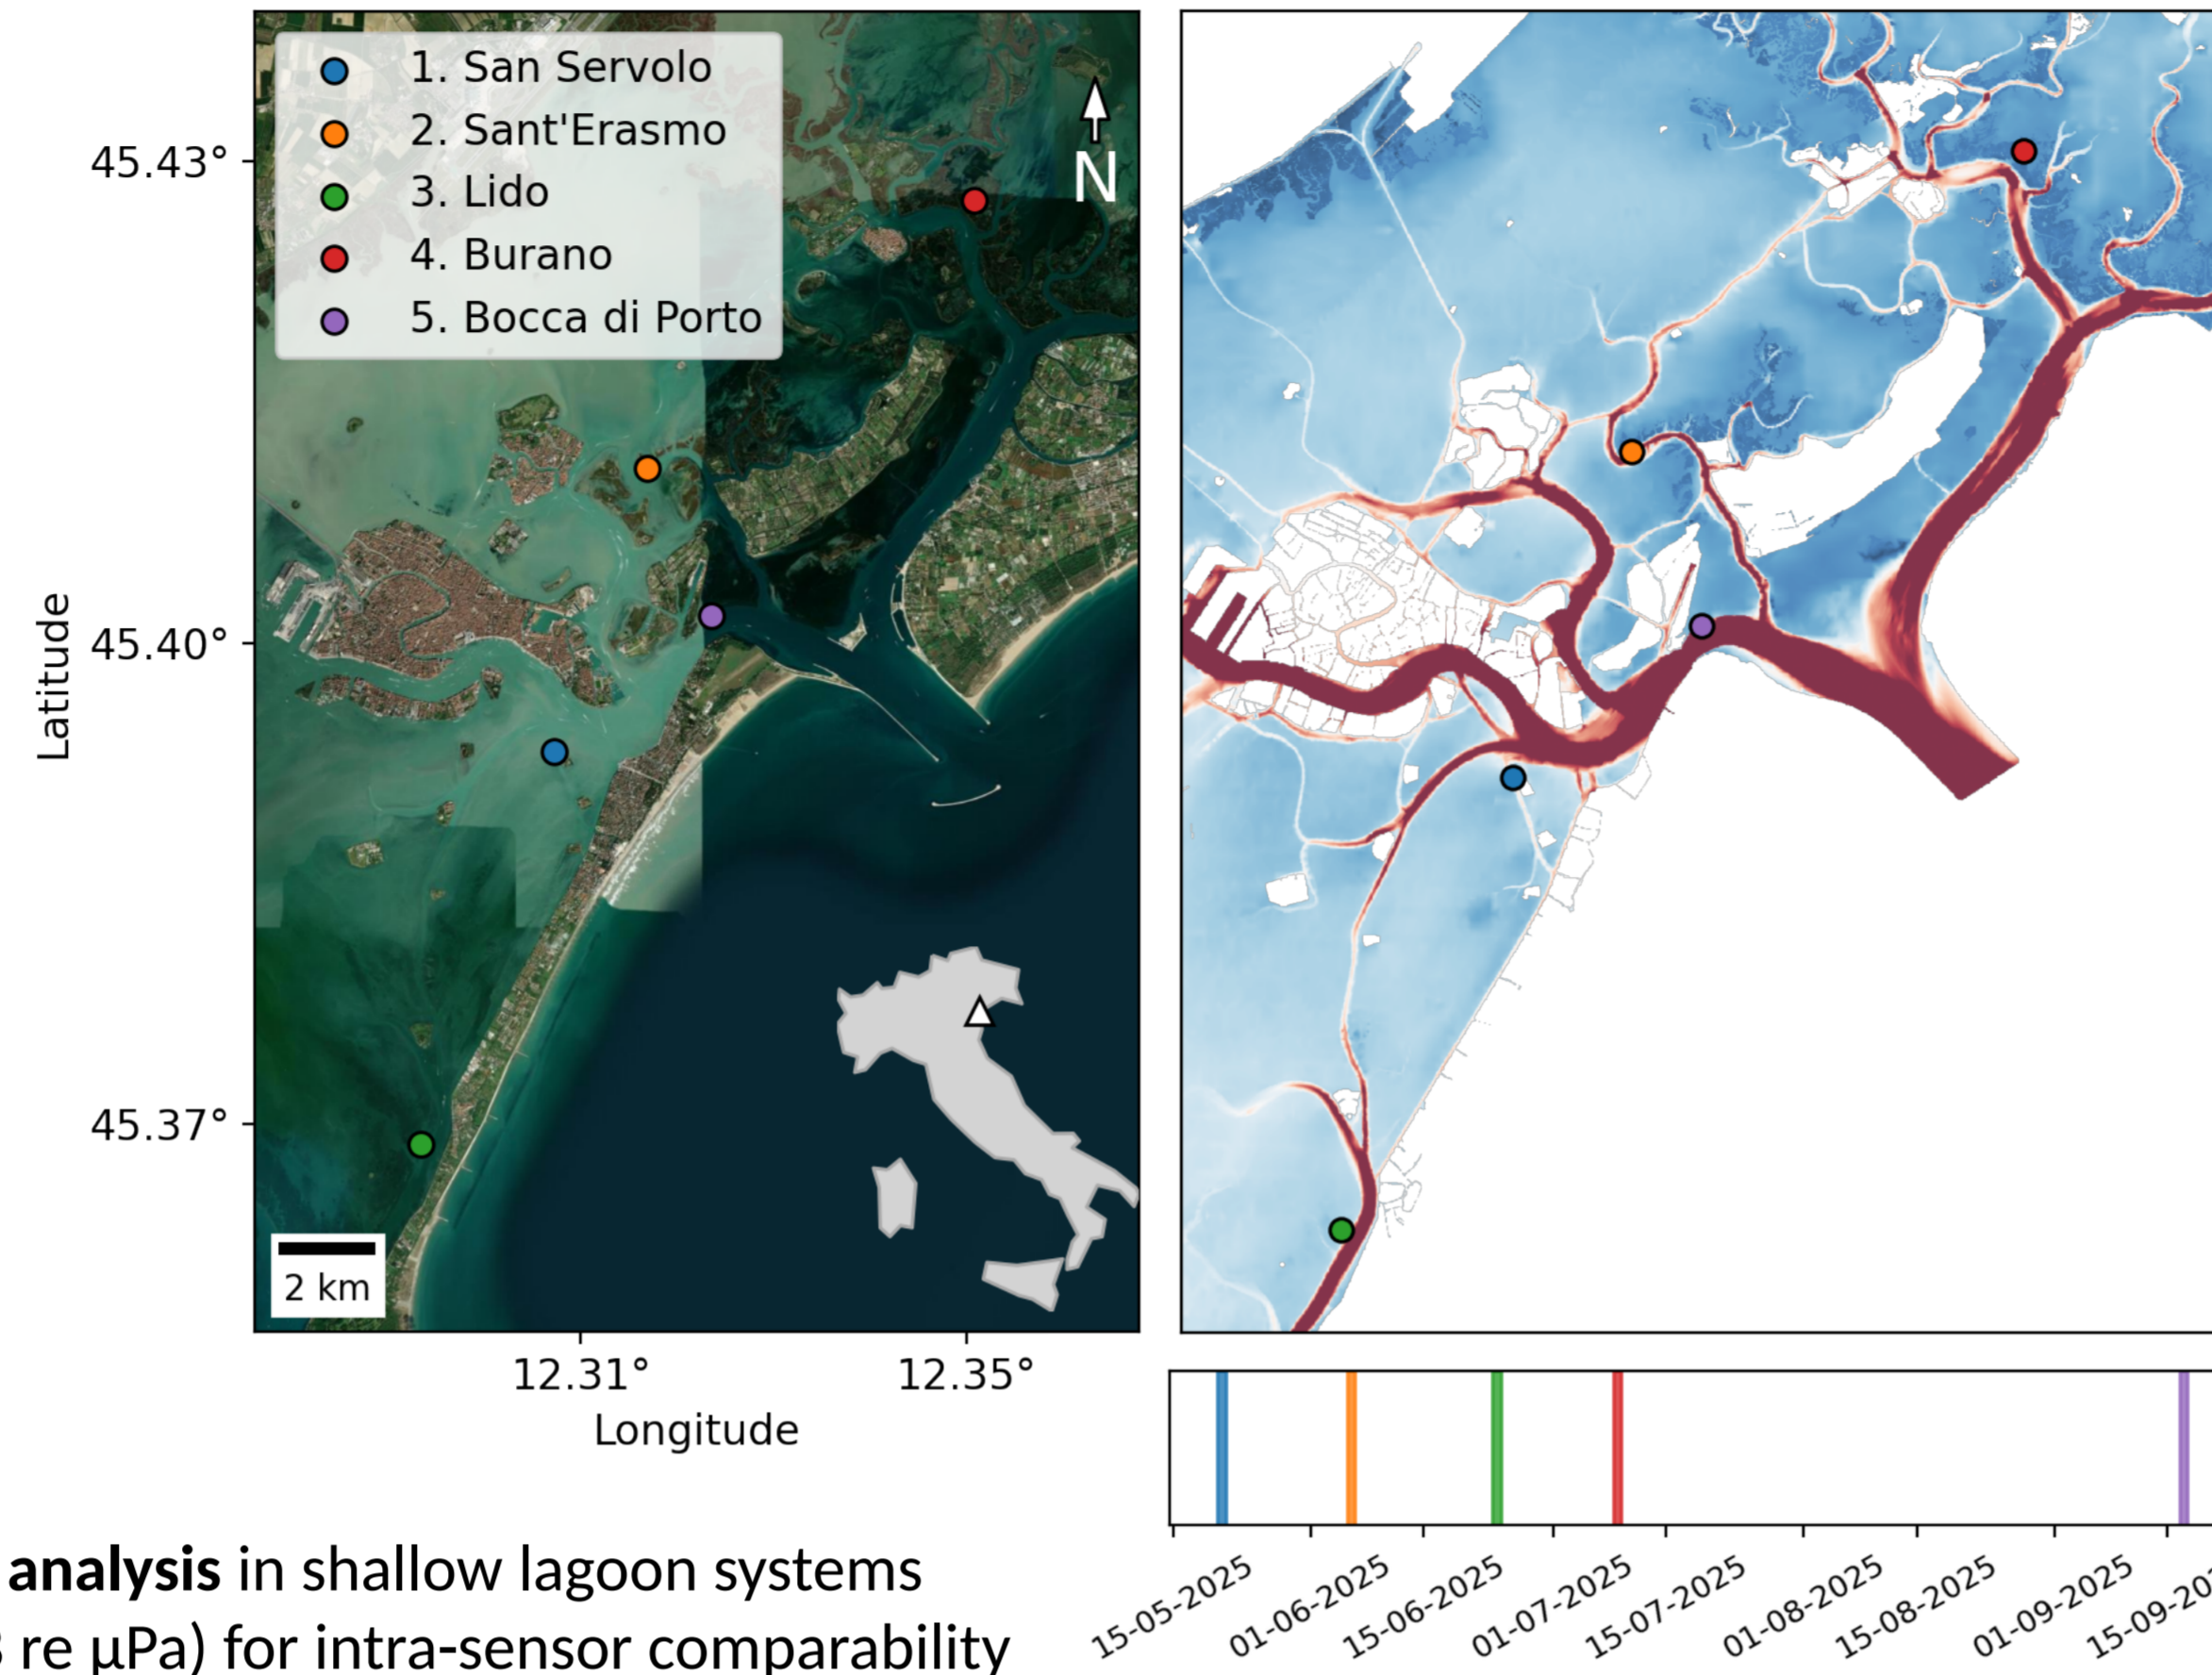 1. San Servolo
2. Sant'Erasmo
3. Lido
4. Burano
5. Bocca di Porto
N
45.43°
45.40°
45.37°
Latitude
2 km
12.31°
12.35°
Longitude
15-05-2025
01-06-2025
15-06-2025
01-07-2025
15-07-2025
01-08-2025
15-08-2025
01-09-2025
15-09-20
analysis in shallow lagoon systems
re µPa) for intra-sensor comparability